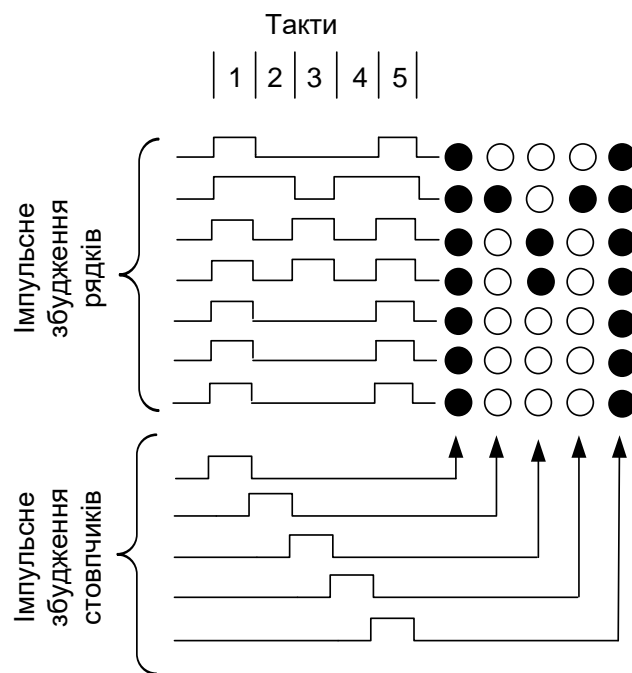 Такти
1 2 3 4 5
Імпульсне
збудження
рядків
Імпульсне
збудження
стовпчиків